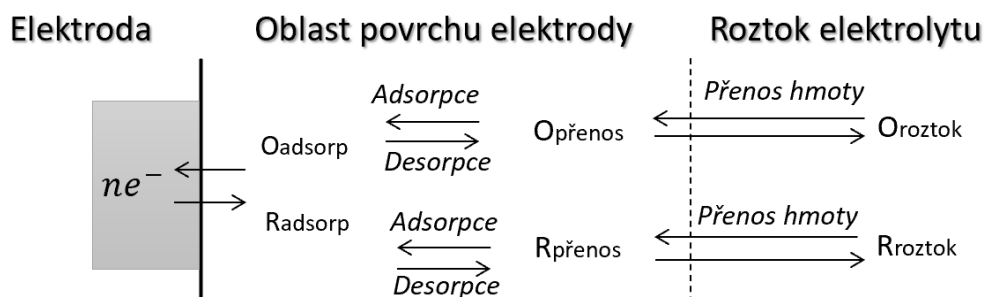 Elektroda
Oblast povrchu elektrody
Roztok elektrolytu
Adsorpce
Přenos hmoty
Oadsorp
Opřenos
Oroztok
Desorpce
ne⁻
Radsorp
Adsorpce
Přenos hmoty
Rpřenos
Rroztok
Desorpce